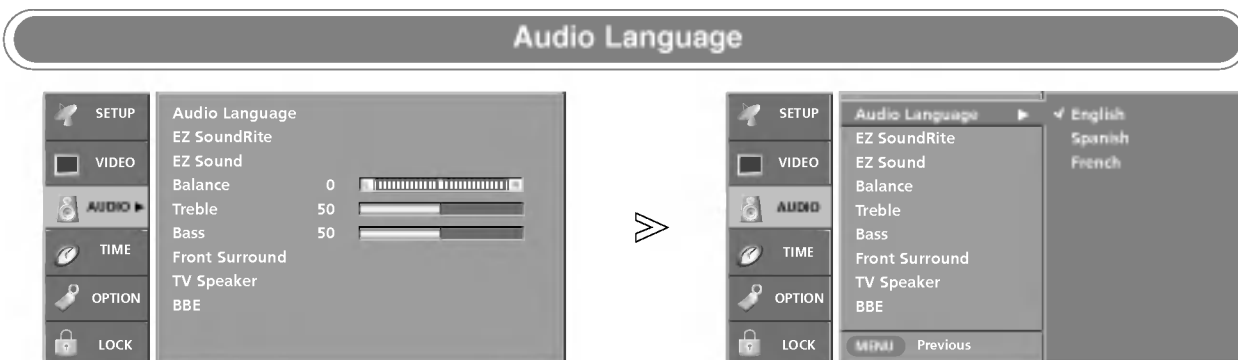 Audio Language
SETUP
VIDEO
AUDIO
TIME
OPTION
LOCK
Audio Language
EZ SoundRite
EZ Sound
Balance 0
L R
Treble 50
Bass 50
Front Surround
TV Speaker
BBE
SETUP
VIDEO
AUDIO
TIME
OPTION
LOCK
Audio Language
EZ SoundRite
EZ Sound
Balance
Treble
Bass
Front Surround
TV Speaker
BBE
MENU Previous
English
Spanish
French